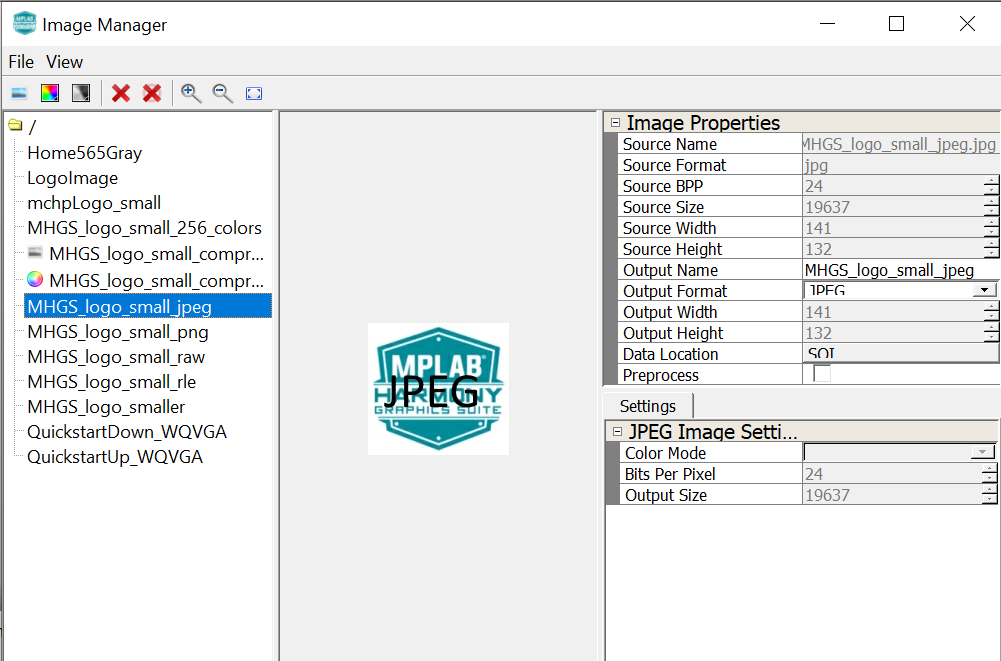 Image Manager
File View
/
Home565Gray
LogoImage
mchpLogo_small
MHGS_logo_small_256_colors
MHGS_logo_small_compr...
MHGS_logo_small_compr...
MHGS_logo_small_jpeg
MHGS_logo_small_png
MHGS_logo_small_raw
MHGS_logo_small_rle
MHGS_logo_smaller
QuickstartDown_WQVGA
QuickstartUp_WQVGA
MPLAB®
JPEG
HARMONY
GRAPHICS SUITE
Image Properties
Source Name MHGS_logo_small_jpeg.jpg
Source Format jpg
Source BPP 24
Source Size 19637
Source Width 141
Source Height 132
Output Name MHGS_logo_small_jpeg
Output Format JPEG
Output Width 141
Output Height 132
Data Location
Preprocess
Settings
JPEG Image Setti...
Color Mode
Bits Per Pixel 24
Output Size 19637